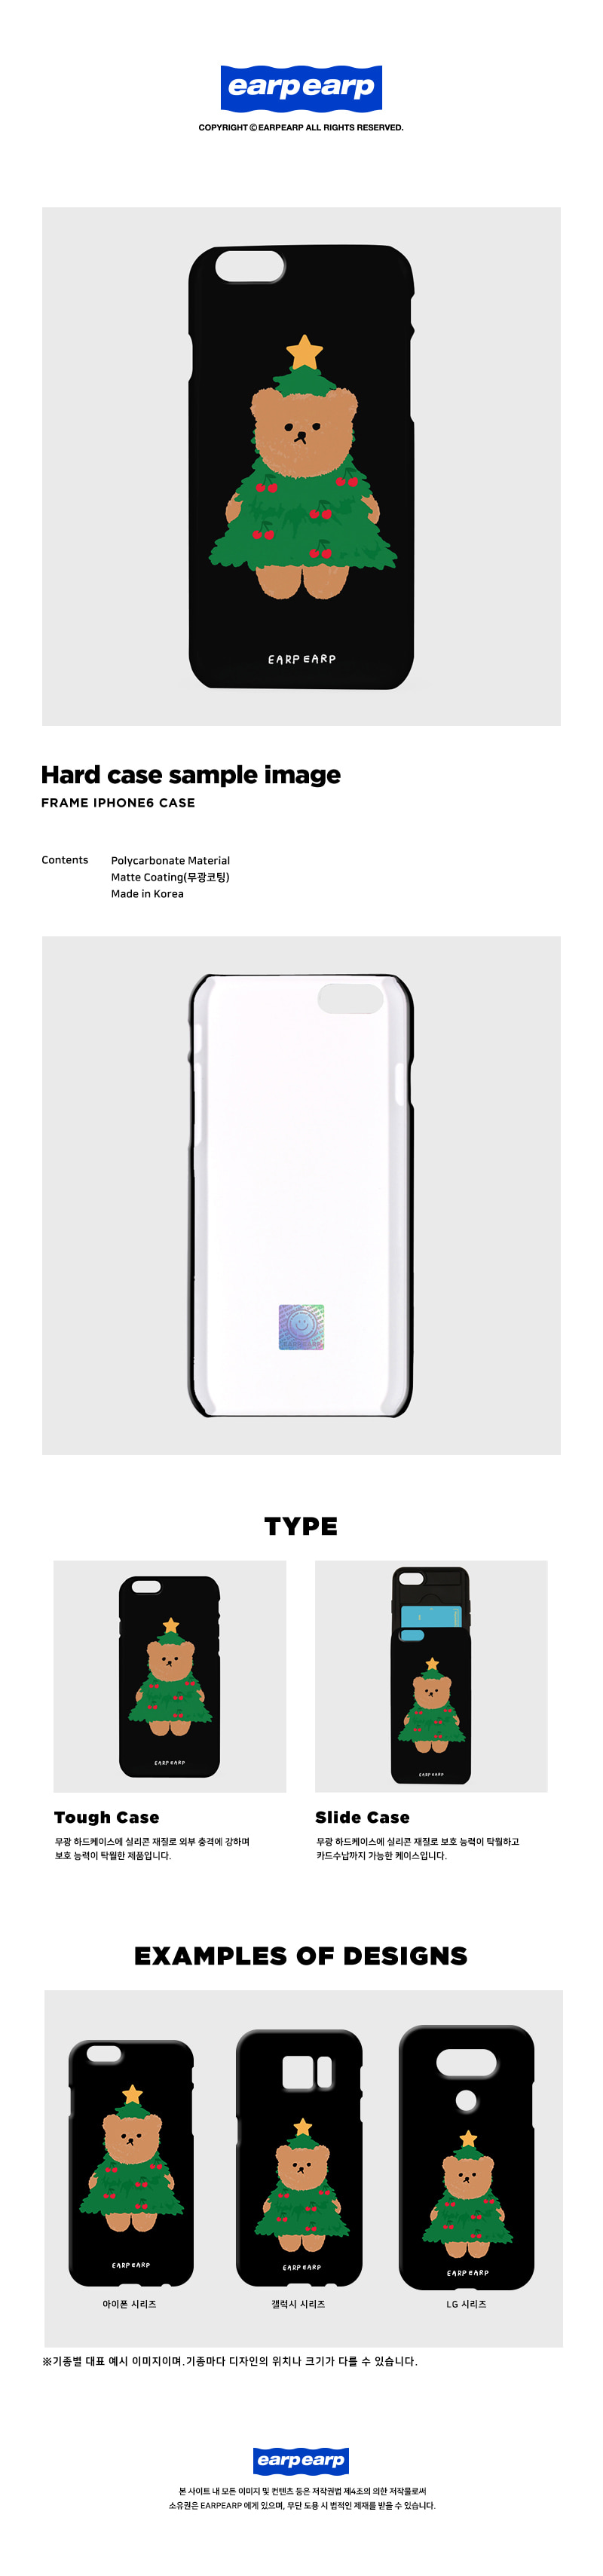 earp earp
COPYRIGHT © EARPEARP ALL RIGHTS RESERVED.
EARP EARP
Hard case sample image
FRAME IPHONE6 CASE
Contents
Polycarbonate Material
Matte Coating(무광코팅)
Made in Korea
EARPEARP
TYPE
EARP EARP
EARP EARP
Tough Case
무광 하드케이스에 실리콘 재질로 외부 충격에 강하며
보호 능력이 탁월한 제품입니다.
Slide Case
무광 하드케이스에 실리콘 재질로 보호 능력이 탁월하고
카드수납까지 가능한 케이스입니다.
EXAMPLES OF DESIGNS
EARP EARP
EARP EARP
EARP EARP
아이폰 시리즈
갤럭시 시리즈
LG 시리즈
※기종별 대표 예시 이미지이며.기종마다 디자인의 위치나 크기가 다를 수 있습니다.
earp earp
본 사이트 내 모든 이미지 및 컨텐츠 등은 저작권법 제4조의 의한 저작물로써
소유권은 EARPEARP 에게 있으며, 무단 도용 시 법적인 제재를 받을 수 있습니다.